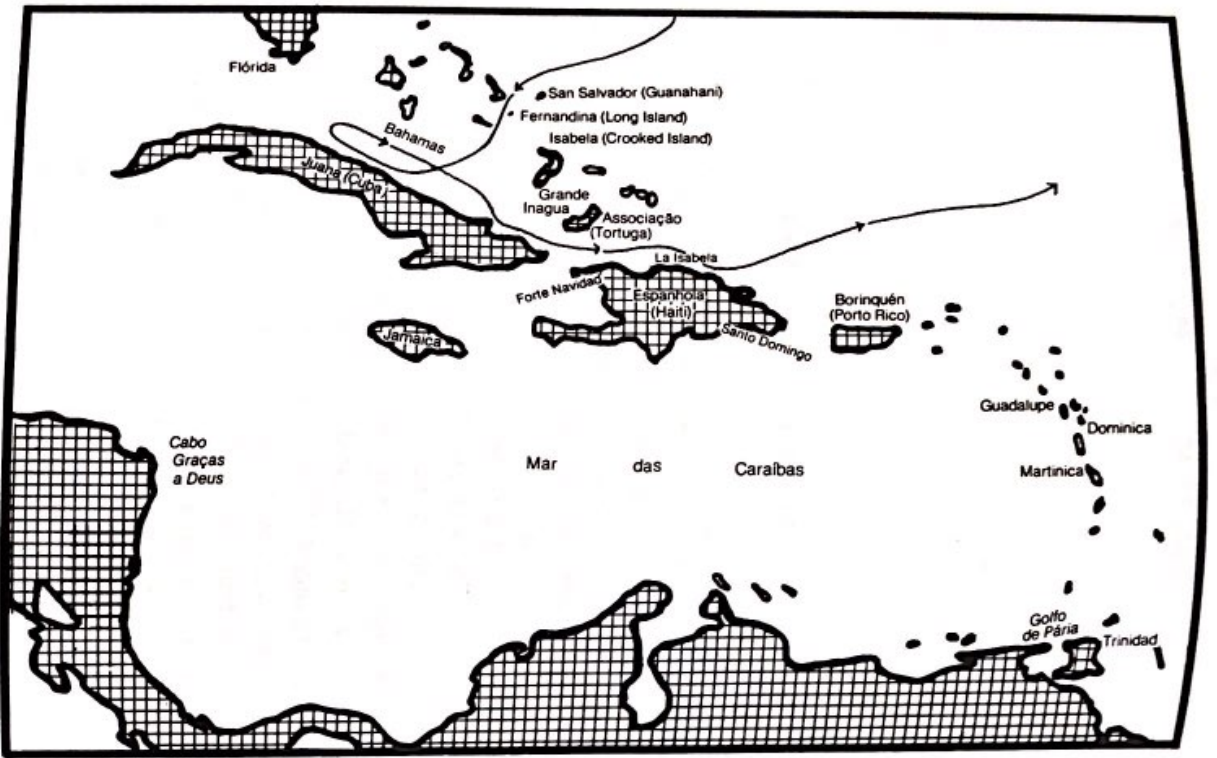 Flórida
San Salvador (Guanahani)
Fernandina (Long Island)
Bahamas
Isabela (Crooked Island)
Juana (Cuba)
Grande
Inagua
Associação
(Tortuga)
La Isabela
Forte Navidad
Espanhola
(Haiti)
Borinquén
(Porto Rico)
Jamaica
Santo Domingo
Guadalupe
Dominica
Cabo
Graças
a Deus
Mar das Caraíbas
Martinica
Golfo
de Pária
Trinidad